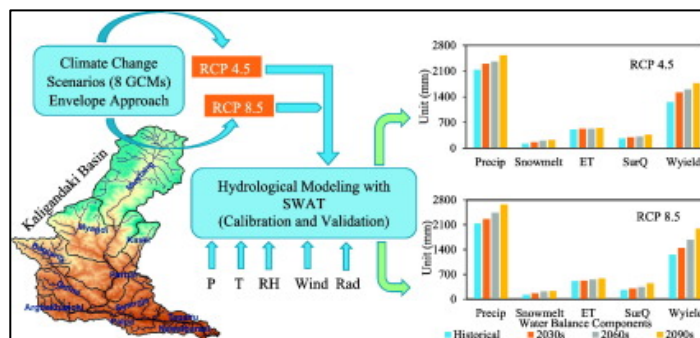 Climate Change
Scenarios (8 GCMs)
Envelope Approach
RCP 4.5
RCP 8.5
Kaligandaki Basin
Hydrological Modeling with
SWAT
(Calibration and Validation)
P T RH Wind Rad
Unit (mm)
2800
2100
1400
700
0
RCP 4.5
Precip Snowmelt ET SurQ Wyield
Unit (mm)
2800
2100
1400
700
0
RCP 8.5
Precip Snowmelt ET SurQ Wyield
Water Balance Components
Historical 2030s 2060s 2090s